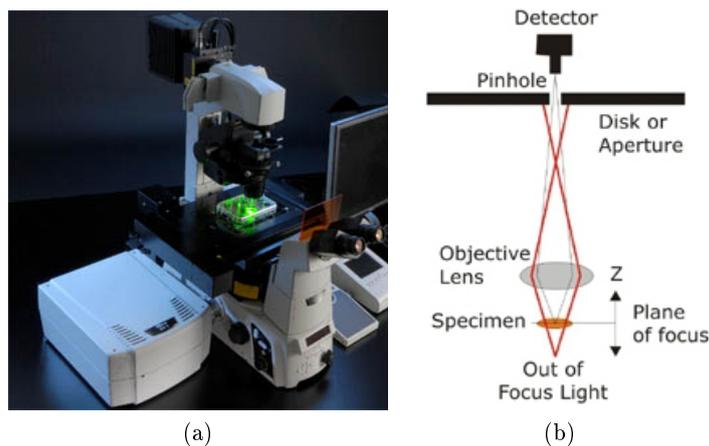 Detector
Pinhole
Disk or
Aperture
Objective
Lens
Z
Specimen
Plane
of focus
Out of
Focus Light
(a)
(b)